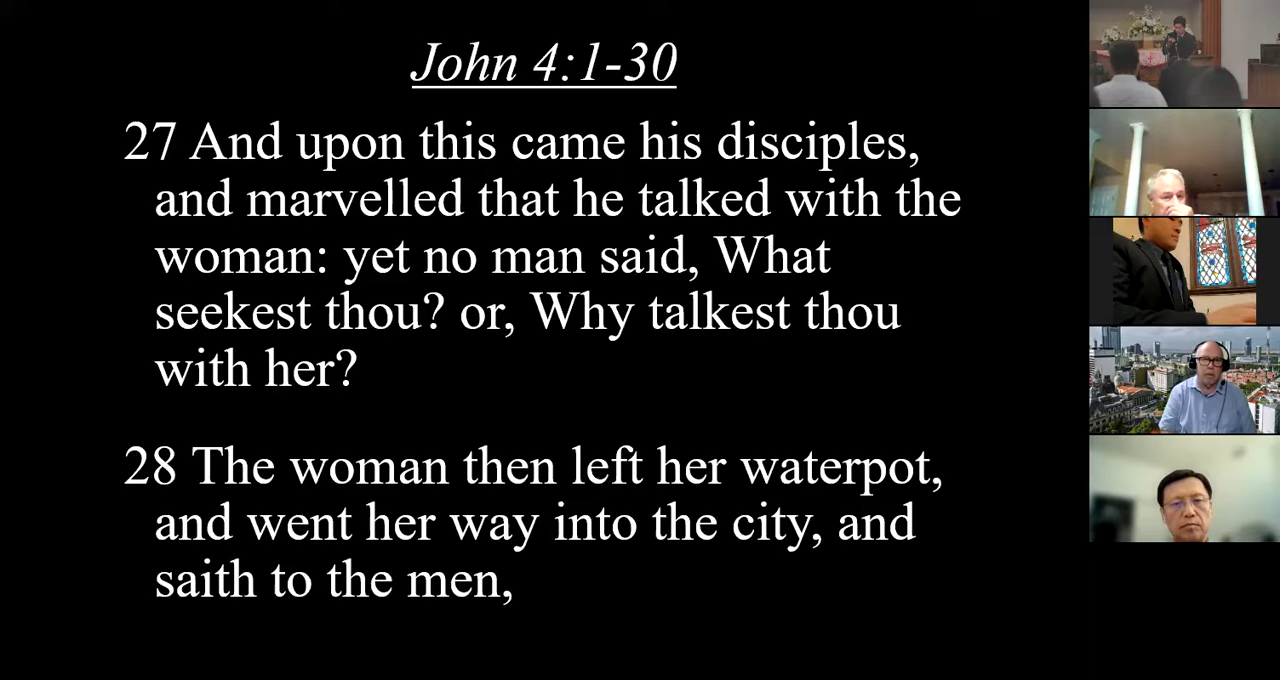 John 4:1-30
27 And upon this came his disciples,
and marvelled that he talked with the
woman: yet no man said, What
seekest thou? or, Why talkest thou
with her?
28 The woman then left her waterpot,
and went her way into the city, and
saith to the men,